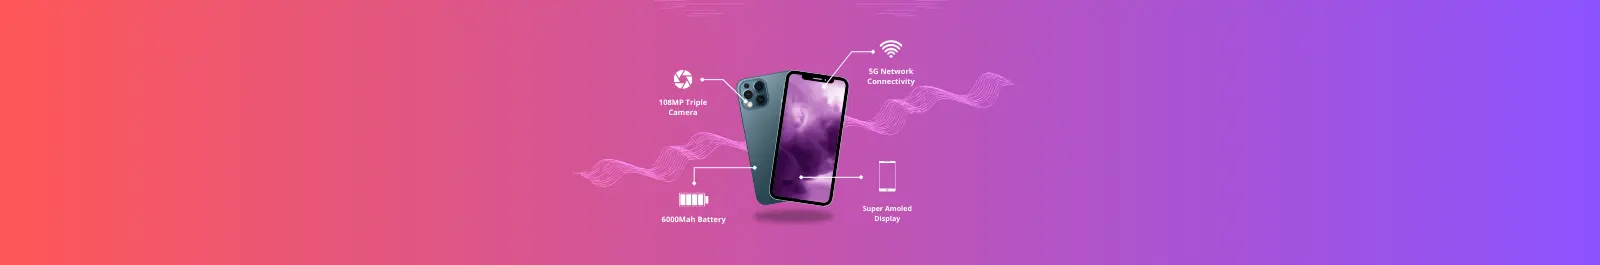 5G Network
Connectivity
108MP Triple
Camera
6000Mah Battery
Super Amoled
Display